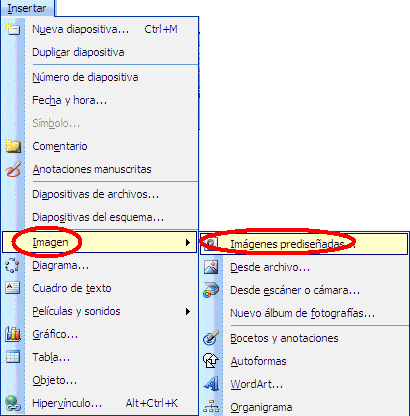 Insertar
Nueva diapositiva... Ctrl+M
Duplicar diapositiva
Número de diapositiva
Fecha y hora...
Símbolo...
Comentario
Anotaciones manuscritas
Diapositivas de archivos...
Diapositivas del esquema...
Imagen
Imágenes prediseñadas...
Diagrama...
Desde archivo...
Cuadro de texto
Desde escáner o cámara...
Películas y sonidos
Nuevo álbum de fotografías...
Gráfico...
Bocetos y anotaciones
Tabla...
Autoformas
Objeto...
WordArt...
Hipervínculo... Alt+Ctrl+K
Organigrama